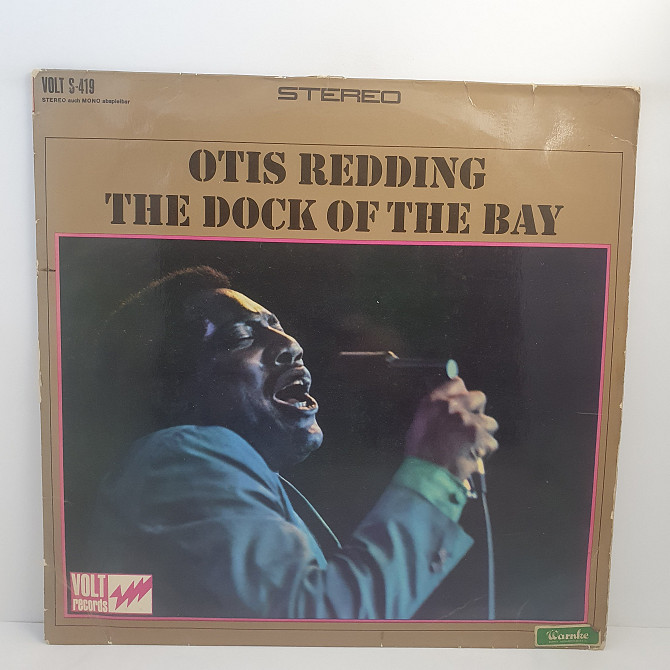 VOLT S-419
STEREO auch MONO abspielbar
STEREO
OTIS REDDING
THE DOCK OF THE BAY
VOLT
records
Warnke